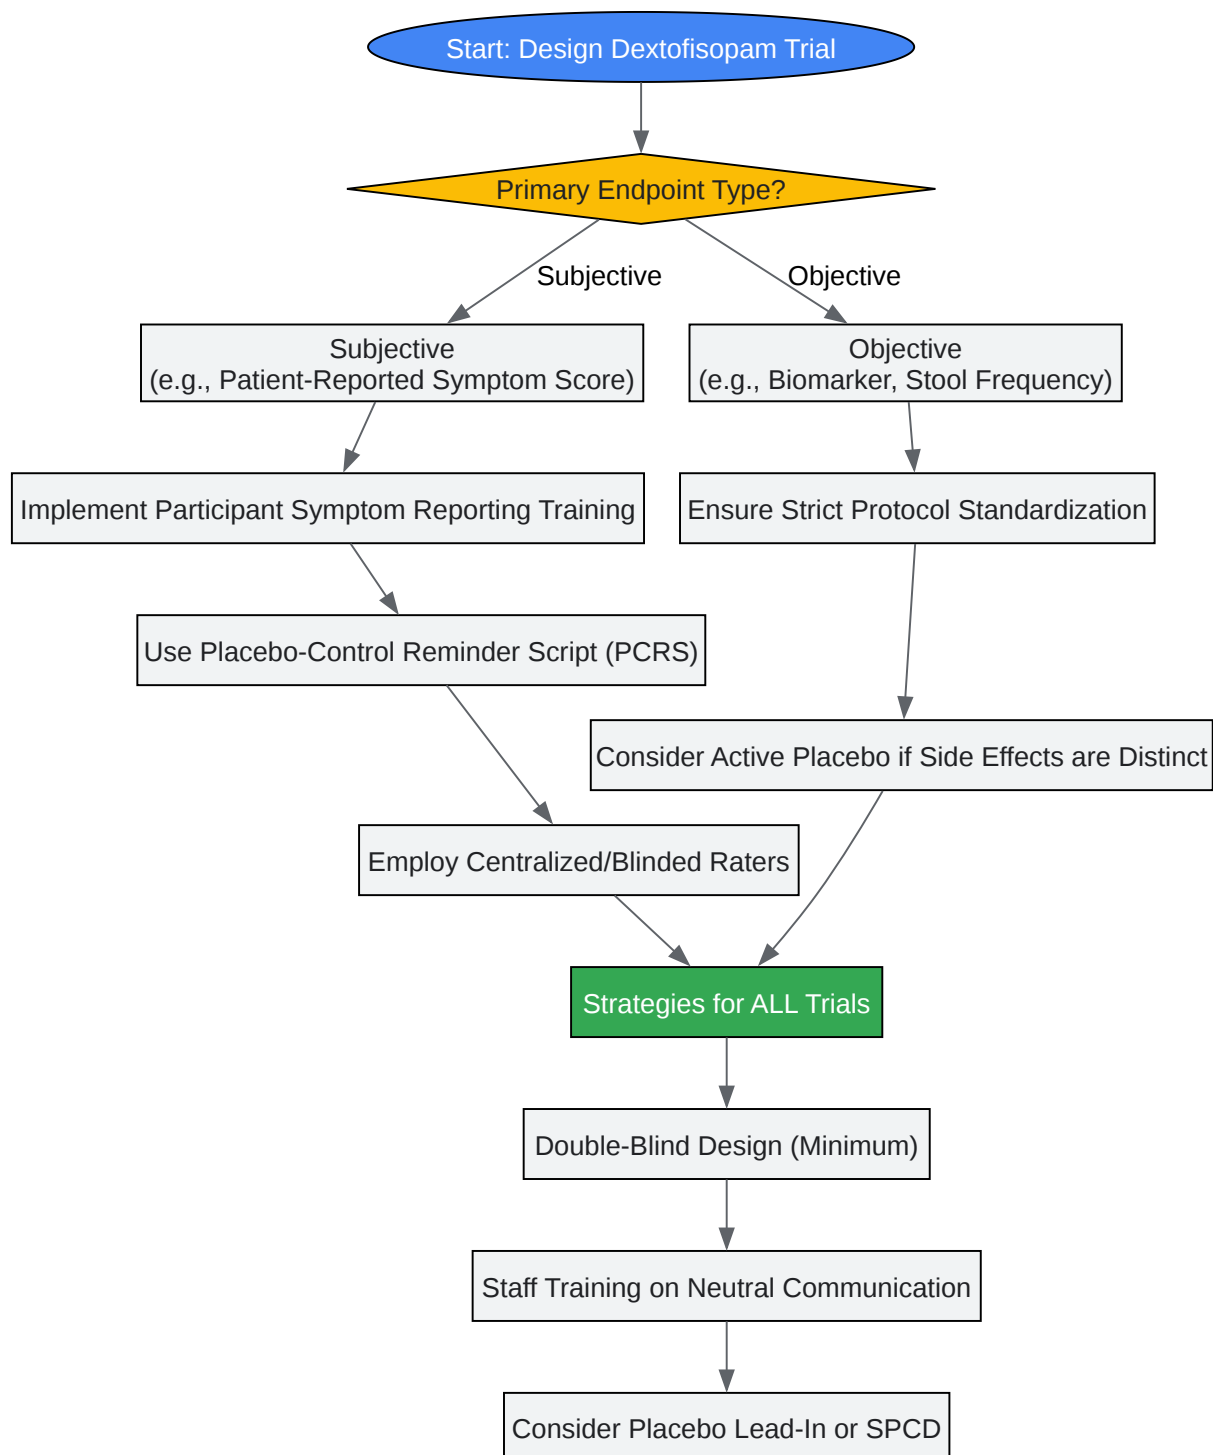 Start: Design Dextofisopam Trial
Primary Endpoint Type?
Subjective
Objective
Subjective
(e.g., Patient-Reported Symptom Score)
Objective
(e.g., Biomarker, Stool Frequency)
Implement Participant Symptom Reporting Training
Ensure Strict Protocol Standardization
Use Placebo-Control Reminder Script (PCRS)
Consider Active Placebo if Side Effects are Distinct
Employ Centralized/Blinded Raters
Strategies for ALL Trials
Double-Blind Design (Minimum)
Staff Training on Neutral Communication
Consider Placebo Lead-In or SPCD